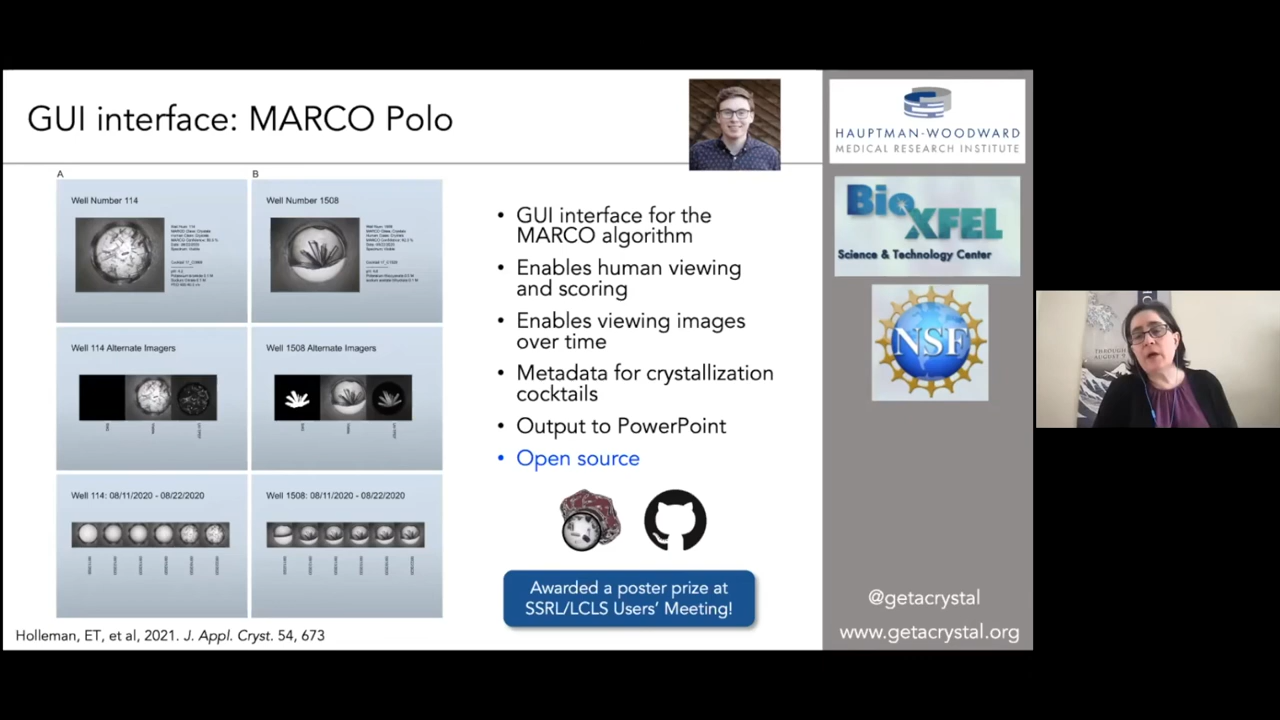 GUI interface: MARCO Polo
A
B
Well Number 114
Well Number 1508
Well 114 Alternate Imagers
Well 1508 Alternate Imagers
Well 114: 08/11/2020 - 08/22/2020
Well 1508: 08/11/2020 - 08/22/2020
• GUI interface for the
MARCO algorithm
• Enables human viewing
and scoring
• Enables viewing images
over time
• Metadata for crystallization
cocktails
• Output to PowerPoint
• Open source
Awarded a poster prize at
SSRL/LCLS Users’ Meeting!
Holleman, ET, et al, 2021. J. Appl. Cryst. 54, 673
HAUPTMAN-WOODWARD
MEDICAL RESEARCH INSTITUTE
BioXFEL
Science & Technology Center
NSF
@getacrystal
www.getacrystal.org
THROUGH